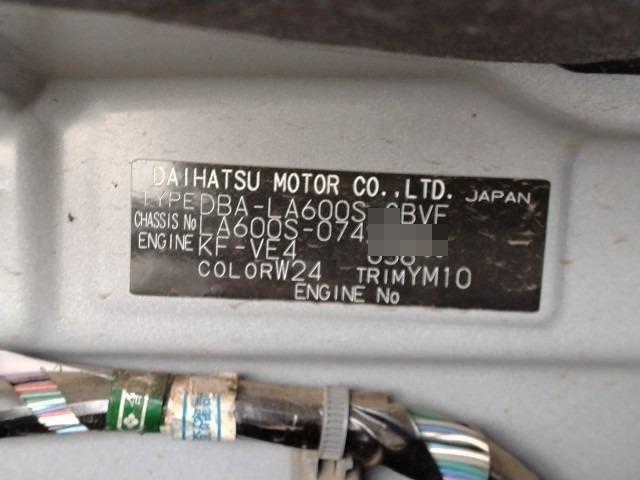 DAIHATSU MOTOR CO.,LTD. JAPAN
TYPE DBA-LA600S- BVF
CHASSIS No LA600S-074
ENGINE KF-VE4
COLOR W24 TRIM YM10
ENGINE No